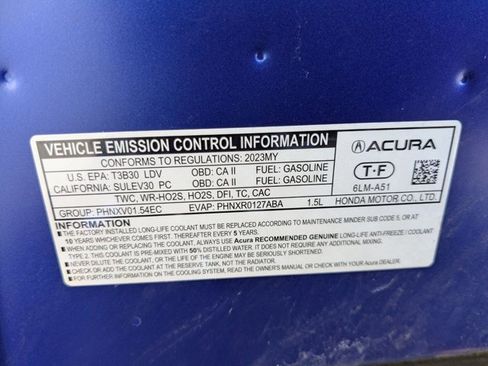 VEHICLE EMISSION CONTROL INFORMATION
CONFORMS TO REGULATIONS: 2023MY
U.S. EPA: T3B30 LDV OBD: CA II FUEL: GASOLINE
CALIFORNIA: SULEV30 PC OBD: CA II FUEL: GASOLINE
TWC, WR-HO2S, HO2S, DFI, TC, CAC
GROUP: PHNXV01.54EC EVAP: PHNXR0127ABA 1.5L
ACURA
T·F
6LM-A51
HONDA MOTOR CO., LTD.
INFORMATION
THE FACTORY INSTALLED LONG-LIFE COOLANT MUST BE REPLACED ACCORDING TO MAINTENANCE MINDER SUB CODE 5, OR AT
10 YEARS WHICHEVER COMES FIRST. THEREAFTER EVERY 5 YEARS.
WHEN ADDING OR REPLACING THE COOLANT, ALWAYS USE Acura RECOMMENDED GENUINE LONG-LIFE ANTI-FREEZE / COOLANT
TYPE 2. THIS COOLANT IS PRE-MIXED WITH 50% DISTILLED WATER. IT DOES NOT REQUIRE ANY ADDITIONAL MIXING.
NEVER DILUTE THE COOLANT, OR THE LIFE OF THE ENGINE MAY BE SERIOUSLY SHORTENED.
CHECK OR ADD COOLANT AT THE RESERVE TANK, NOT THE RADIATOR.
FOR FURTHER INFORMATION ON THE COOLING SYSTEM, READ THE OWNER'S MANUAL OR CHECK WITH YOUR Acura DEALER.